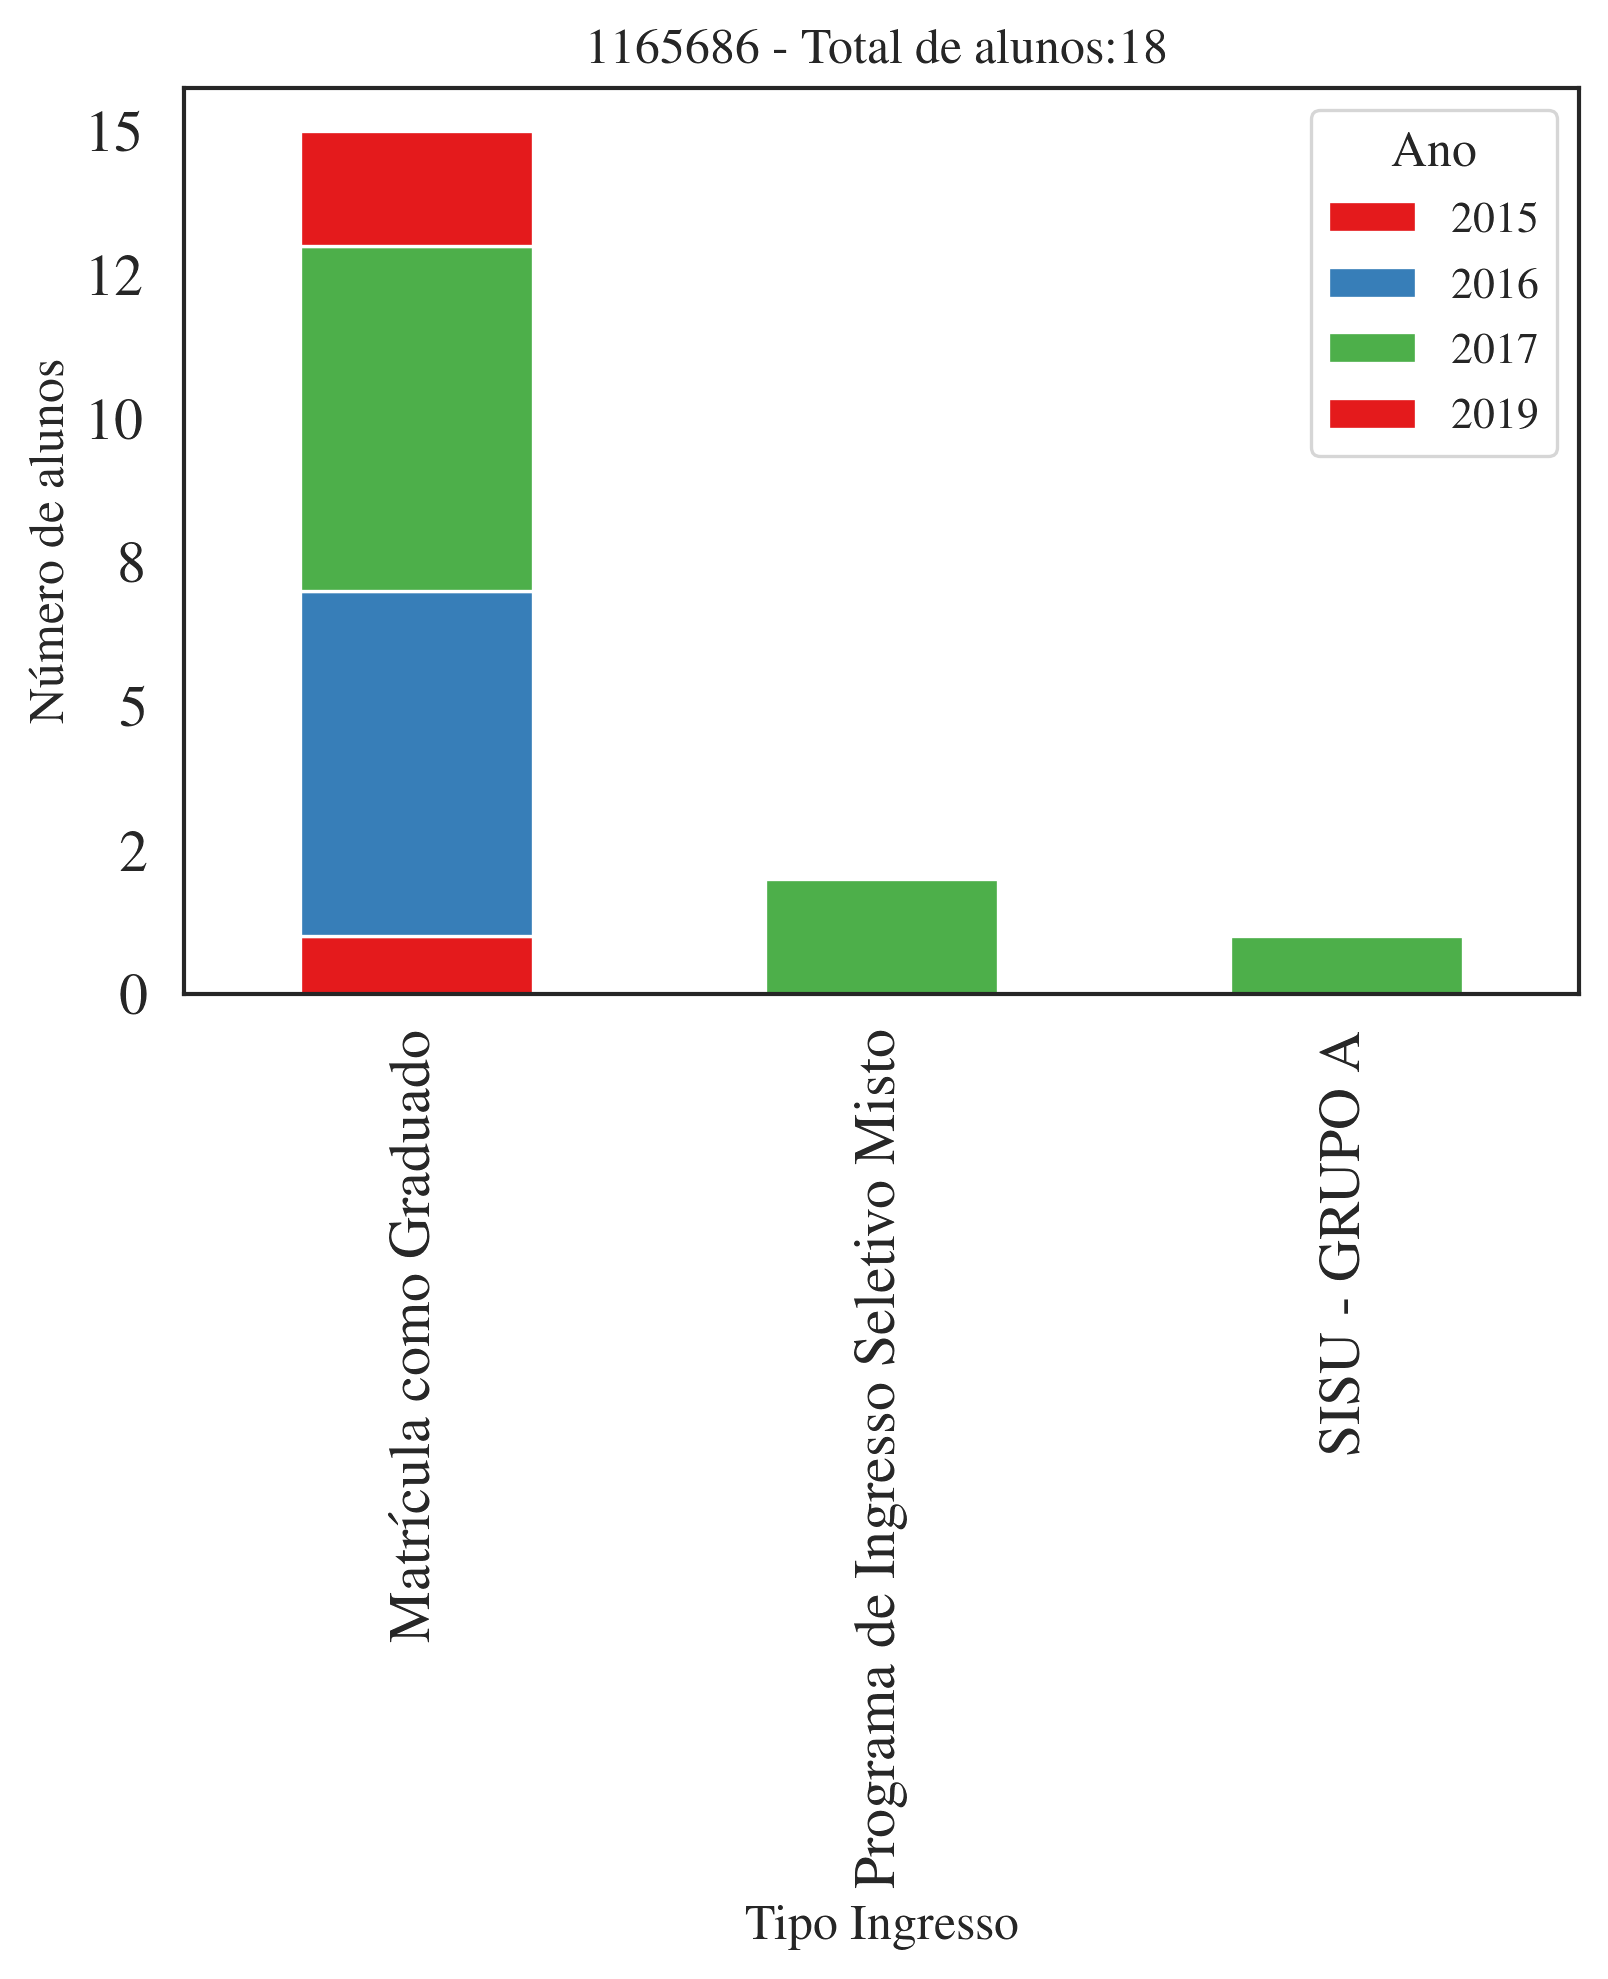 1165686 - Total de alunos:18
15
12
10
8
5
2
0
Número de alunos
Ano
2015
2016
2017
2019
Matrícula como Graduado
Programa de Ingresso Seletivo Misto
SISU - GRUPO A
Tipo Ingresso